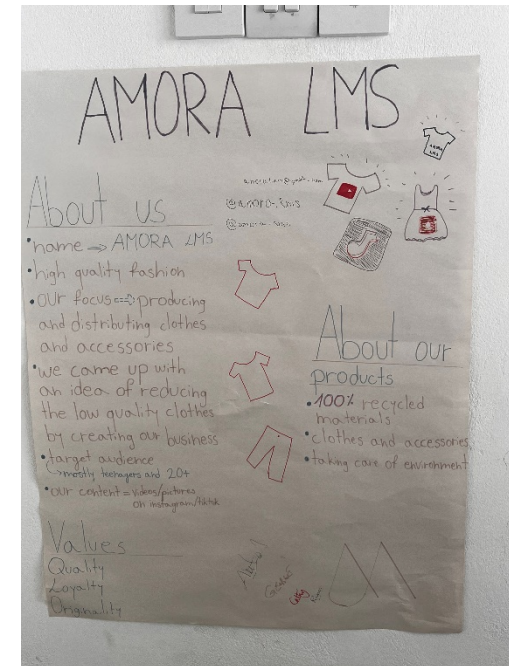 AMORA LMS
AMORA
LMS
About us
• name → AMORA LMS
• high quality fashion
• our focus => producing
and distributing clothes
and accessories
• we came up with
an idea of reducing
the low quality clothes
by creating our business
• target audience
→ mostly teenagers and 20+
• our content = videos/pictures
on instagram/tiktok
About our
products
• 100% recycled
materials
• clothes and accessories
• taking care of environment
Values
Quality
Loyalty
Originality